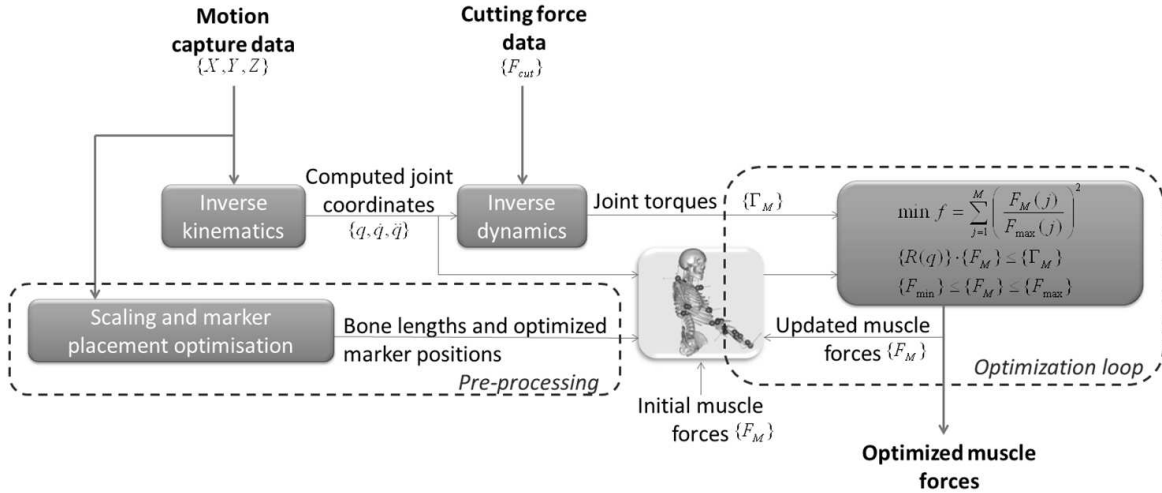 Motion
capture data
{X,Y,Z}
Cutting force
data
{F_cut}
Inverse
kinematics
Computed joint
coordinates
{q, q̇, q̈}
Inverse
dynamics
Joint torques {Γ_M}
min f = ∑_{j=1}^{M} (F_M(j) / F_max(j))^2
{R(q)}·{F_M} ≤ {Γ_M}
{F_min} ≤ {F_M} ≤ {F_max}
Scaling and marker
placement optimisation
Bone lengths and optimized
marker positions
Pre-processing
Updated muscle
forces {F_M}
Optimization loop
Initial muscle
forces {F_M}
Optimized muscle
forces